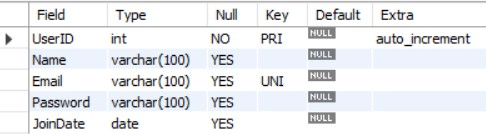 Field Type Null Key Default Extra
UserID int NO PRI NULL auto_increment
Name varchar(100) YES NULL
Email varchar(100) YES UNI NULL
Password varchar(100) YES NULL
JoinDate date YES NULL